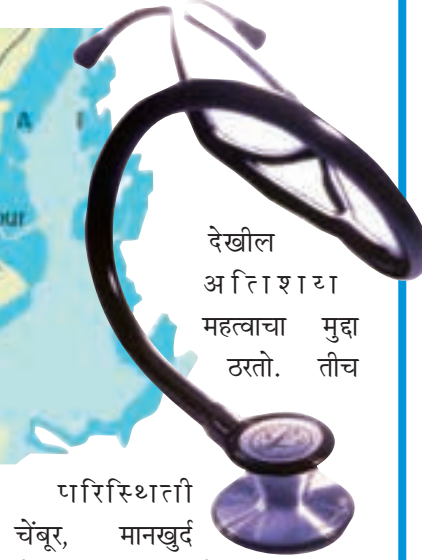 देखील
अतिशय
महत्वाचा मुद्दा
ठरतो. तीच
परिस्थिती
चेंबूर, मानखुर्द